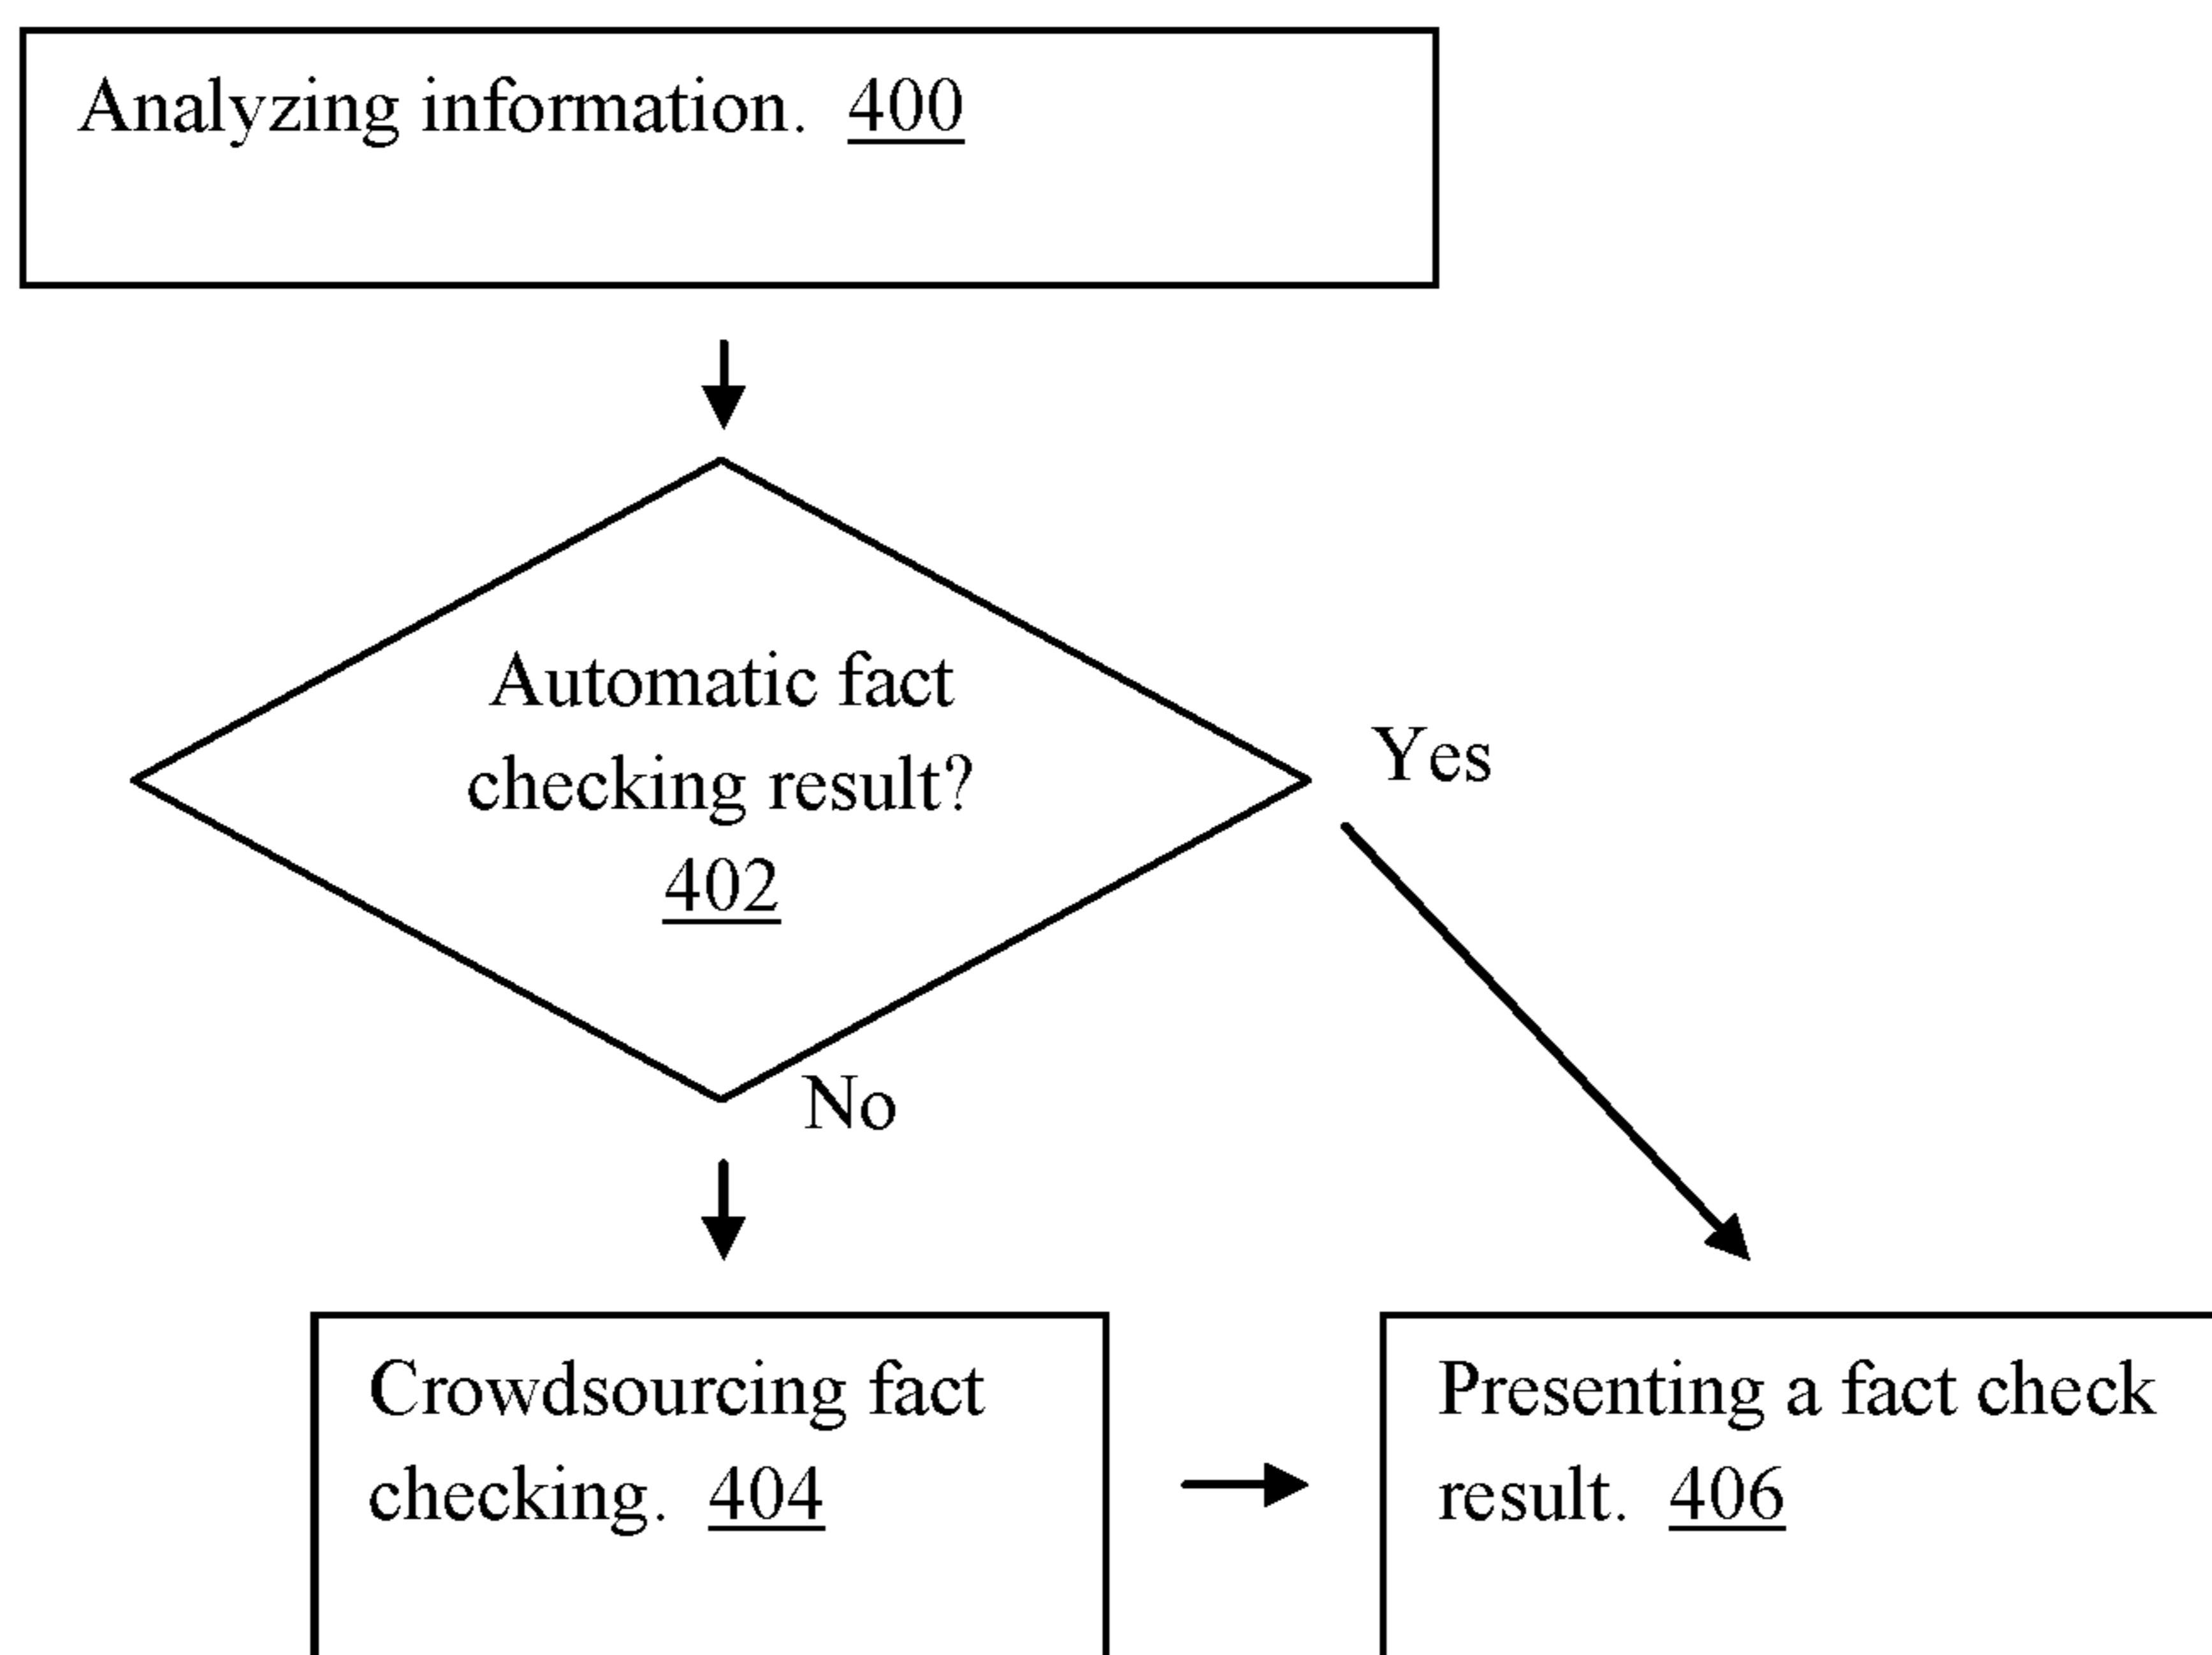 Analyzing information. 400
Automatic fact
checking result?
402
Yes
No
Crowdsourcing fact
checking. 404
Presenting a fact check
result. 406